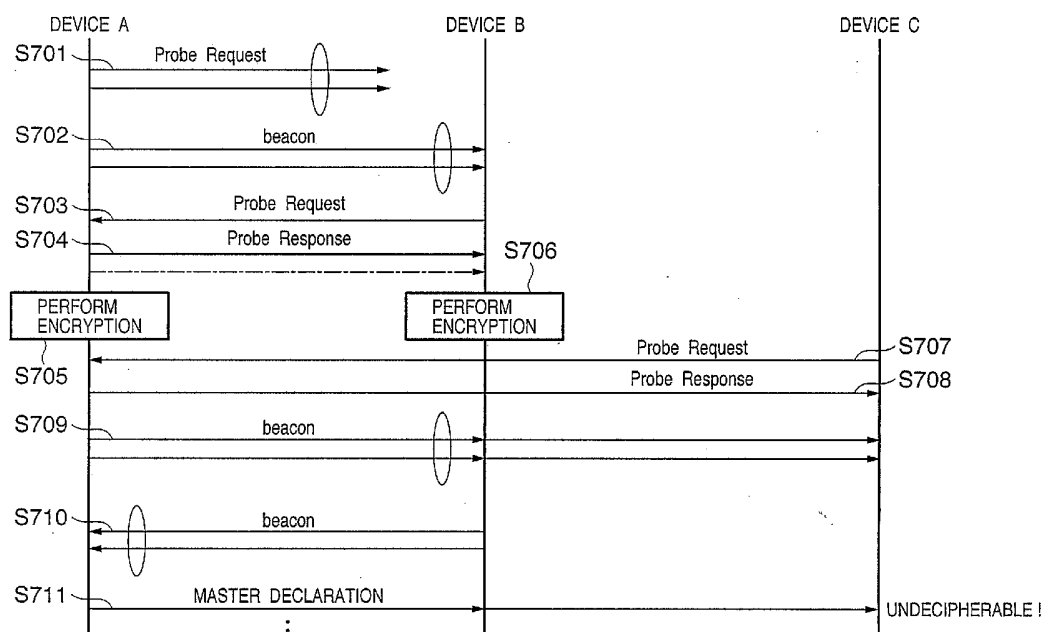 DEVICE A
DEVICE B
DEVICE C
S701
Probe Request
S702
beacon
S703
Probe Request
S704
Probe Response
S706
PERFORM
ENCRYPTION
PERFORM
ENCRYPTION
S705
Probe Request
S707
Probe Response
S708
S709
beacon
S710
beacon
S711
MASTER DECLARATION
UNDECIPHERABLE !